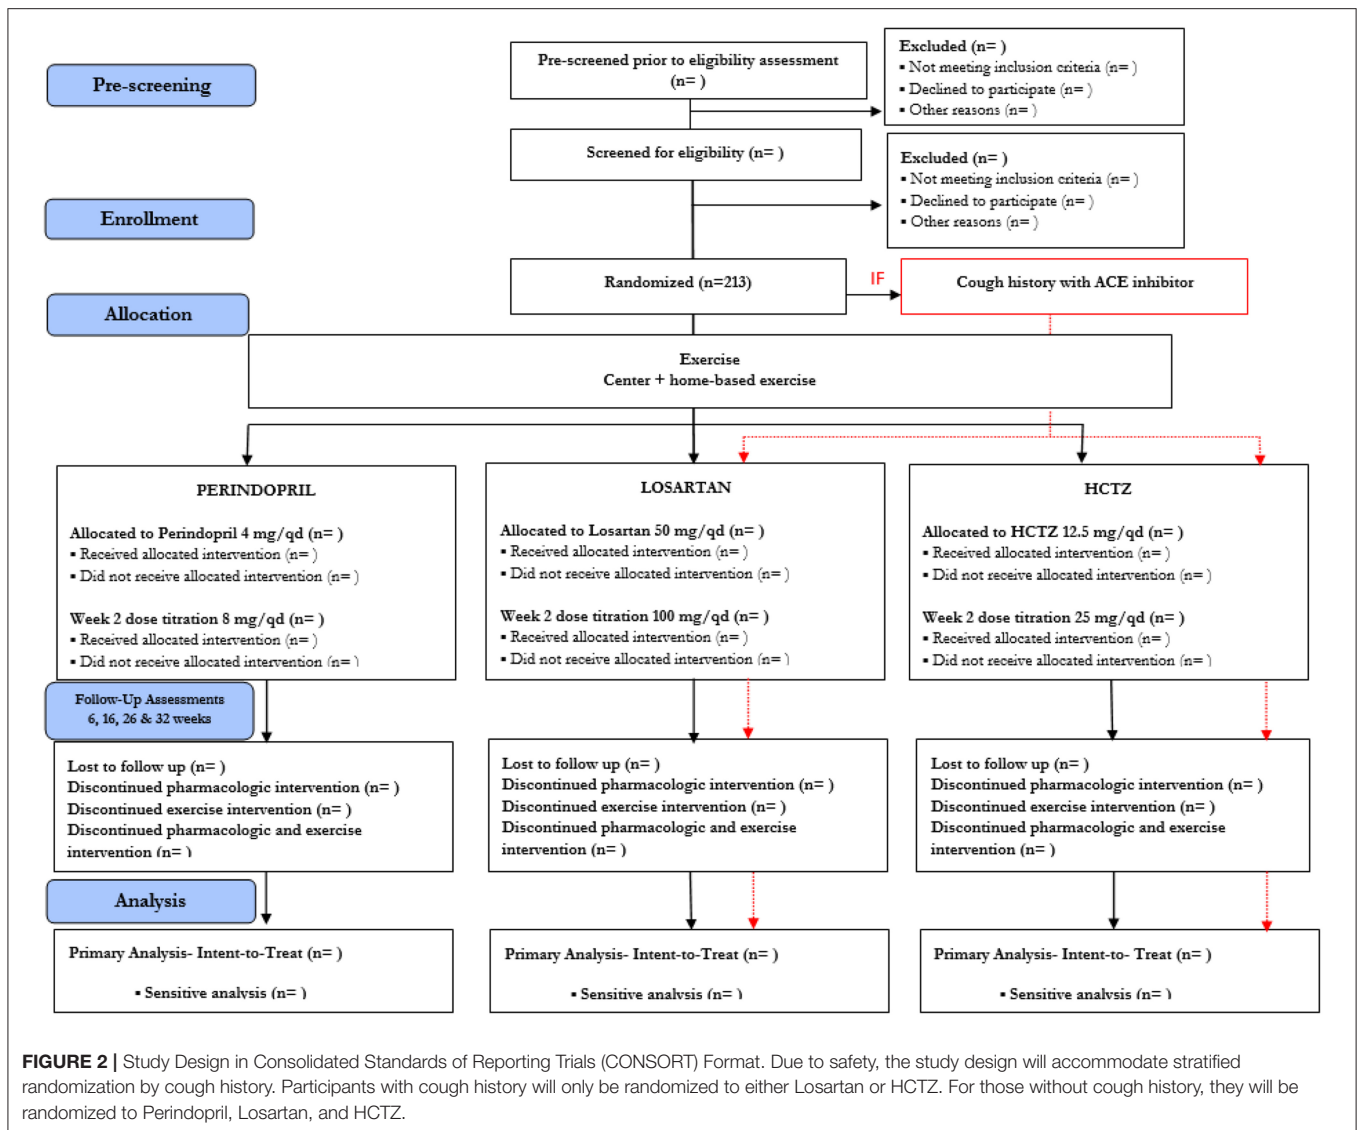 Pre-screening
Pre-screened prior to eligibility assessment
(n= )
Excluded (n= )
▪ Not meeting inclusion criteria (n= )
▪ Declined to participate (n= )
▪ Other reasons (n= )
Screened for eligibility (n= )
Excluded (n= )
▪ Not meeting inclusion criteria (n= )
▪ Declined to participate (n= )
▪ Other reasons (n= )
Enrollment
Randomized (n=213)
IF
Cough history with ACE inhibitor
Allocation
Exercise
Center + home-based exercise
PERINDOPRIL
Allocated to Perindopril 4 mg/qd (n= )
▪ Received allocated intervention (n= )
▪ Did not receive allocated intervention (n= )
Week 2 dose titration 8 mg/qd (n= )
▪ Received allocated intervention (n= )
▪ Did not receive allocated intervention (n= )
LOSARTAN
Allocated to Losartan 50 mg/qd (n= )
▪ Received allocated intervention (n= )
▪ Did not receive allocated intervention (n= )
Week 2 dose titration 100 mg/qd (n= )
▪ Received allocated intervention (n= )
▪ Did not receive allocated intervention (n= )
HCTZ
Allocated to HCTZ 12.5 mg/qd (n= )
▪ Received allocated intervention (n= )
▪ Did not receive allocated intervention (n= )
Week 2 dose titration 25 mg/qd (n= )
▪ Received allocated intervention (n= )
▪ Did not receive allocated intervention (n= )
Follow-Up Assessments
6, 16, 26 & 32 weeks
Lost to follow up (n= )
Discontinued pharmacologic intervention (n= )
Discontinued exercise intervention (n= )
Discontinued pharmacologic and exercise
intervention (n= )
Lost to follow up (n= )
Discontinued pharmacologic intervention (n= )
Discontinued exercise intervention (n= )
Discontinued pharmacologic and exercise
intervention (n= )
Lost to follow up (n= )
Discontinued pharmacologic intervention (n= )
Discontinued exercise intervention (n= )
Discontinued pharmacologic and exercise
intervention (n= )
Analysis
Primary Analysis- Intent-to-Treat (n= )
▪ Sensitive analysis (n= )
Primary Analysis- Intent-to-Treat (n= )
▪ Sensitive analysis (n= )
Primary Analysis- Intent-to- Treat (n= )
▪ Sensitive analysis (n= )
FIGURE 2 | Study Design in Consolidated Standards of Reporting Trials (CONSORT) Format. Due to safety, the study design will accommodate stratified
randomization by cough history. Participants with cough history will only be randomized to either Losartan or HCTZ. For those without cough history, they will be
randomized to Perindopril, Losartan, and HCTZ.